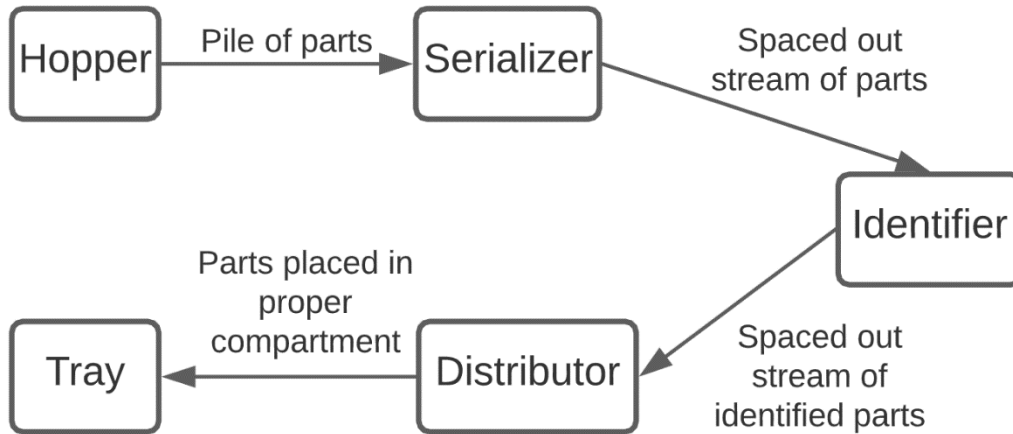 Hopper
Pile of parts
Serializer
Spaced out
stream of parts
Identifier
Spaced out
stream of
identified parts
Distributor
Parts placed in
proper
compartment
Tray